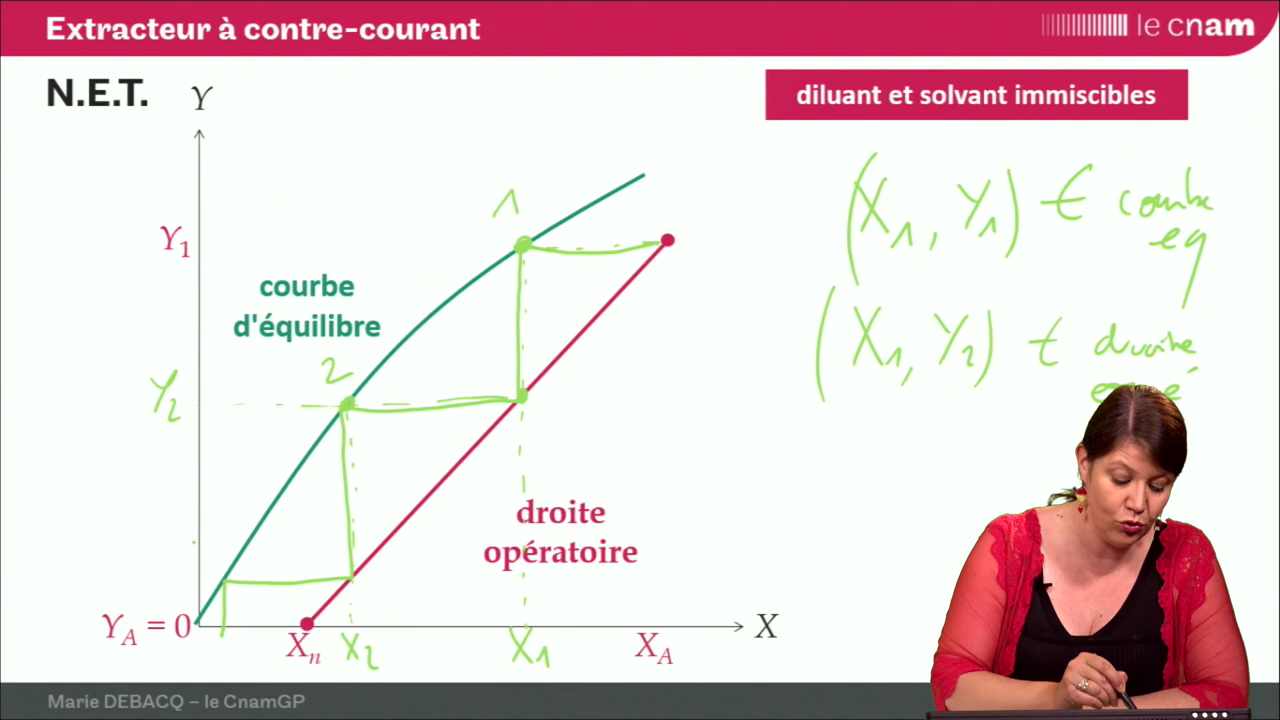 Extracteur à contre-courant
le cnam
N.E.T.
Y
diluant et solvant immiscibles
1
(X1, Y1) ∈ courbe
eq
Y1
courbe
d'équilibre
2
(X1, Y2) ∈ droite
Y2
droite
opératoire
YA = 0
X
Xn
X2
X1
XA
Marie DEBACQ – le CnamGP